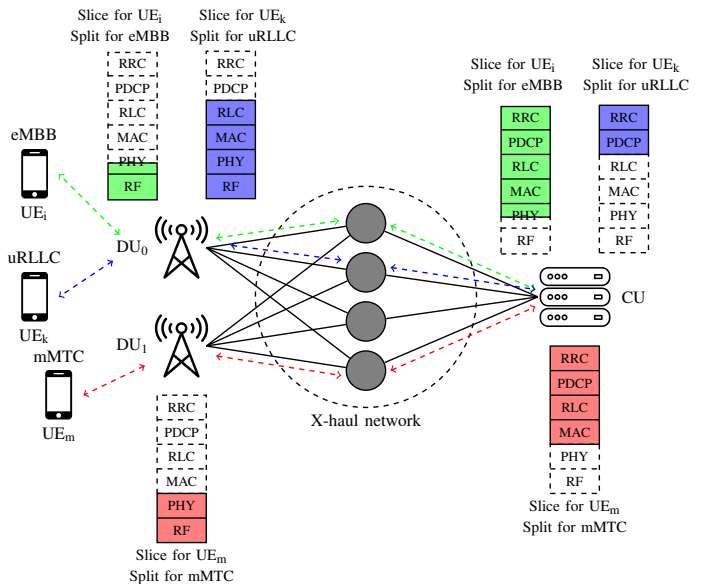 Slice for UEi
Split for eMBB
RRC
PDCP
RLC
MAC
PHY
RF
Slice for UEk
Split for uRLLC
RRC
PDCP
RLC
MAC
PHY
RF
Slice for UEi
Split for eMBB
RRC
PDCP
RLC
MAC
PHY
RF
Slice for UEk
Split for uRLLC
RRC
PDCP
RLC
MAC
PHY
RF
eMBB
UEi
uRLLC
UEk
mMTC
UEm
DU0
DU1
X-haul network
CU
RRC
PDCP
RLC
MAC
PHY
RF
Slice for UEm
Split for mMTC
RRC
PDCP
RLC
MAC
PHY
RF
Slice for UEm
Split for mMTC